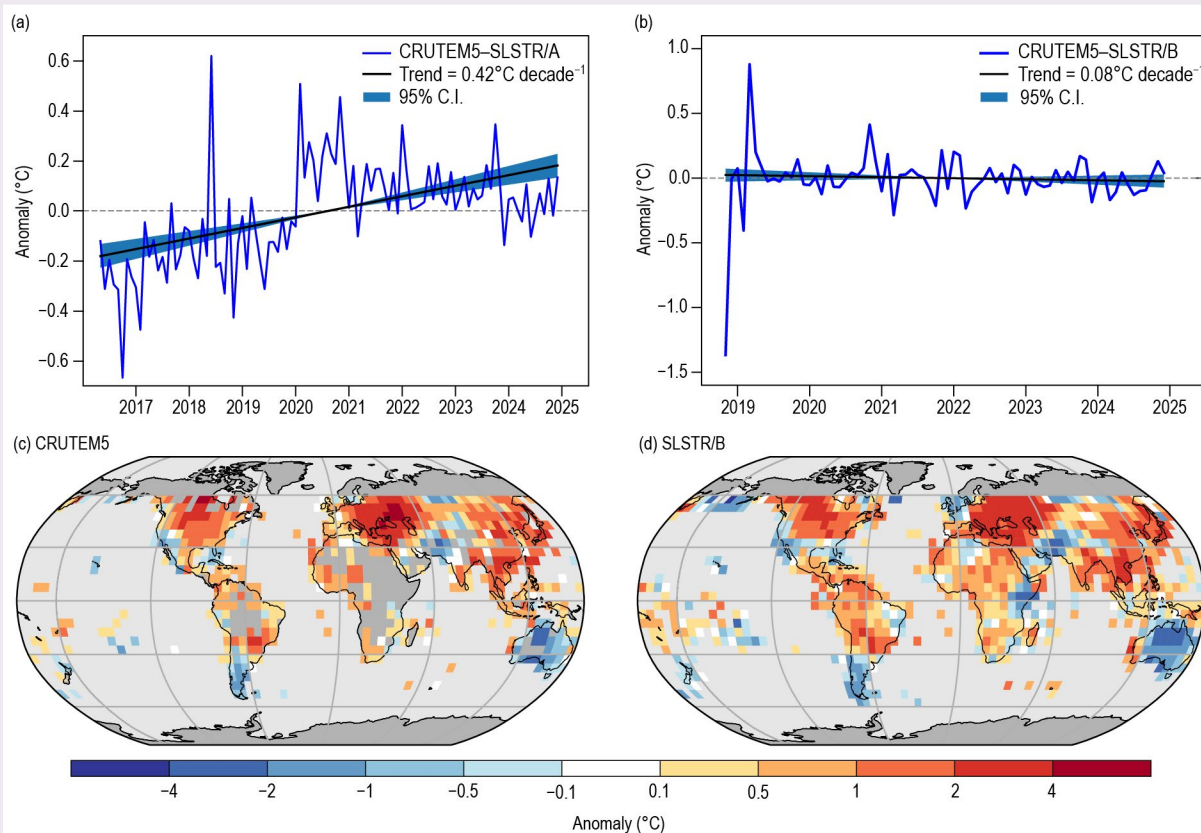 (a)
CRUTEM5–SLSTR/A
Trend = 0.42°C decade⁻¹
95% C.I.
Anomaly (°C)
0.6
0.4
0.2
0.0
−0.2
−0.4
−0.6
2017 2018 2019 2020 2021 2022 2023 2024 2025
(b)
CRUTEM5–SLSTR/B
Trend = 0.08°C decade⁻¹
95% C.I.
Anomaly (°C)
1.0
0.5
0.0
−0.5
−1.0
−1.5
2019 2020 2021 2022 2023 2024 2025
(c) CRUTEM5
(d) SLSTR/B
−4 −2 −1 −0.5 −0.1 0.1 0.5 1 2 4
Anomaly (°C)